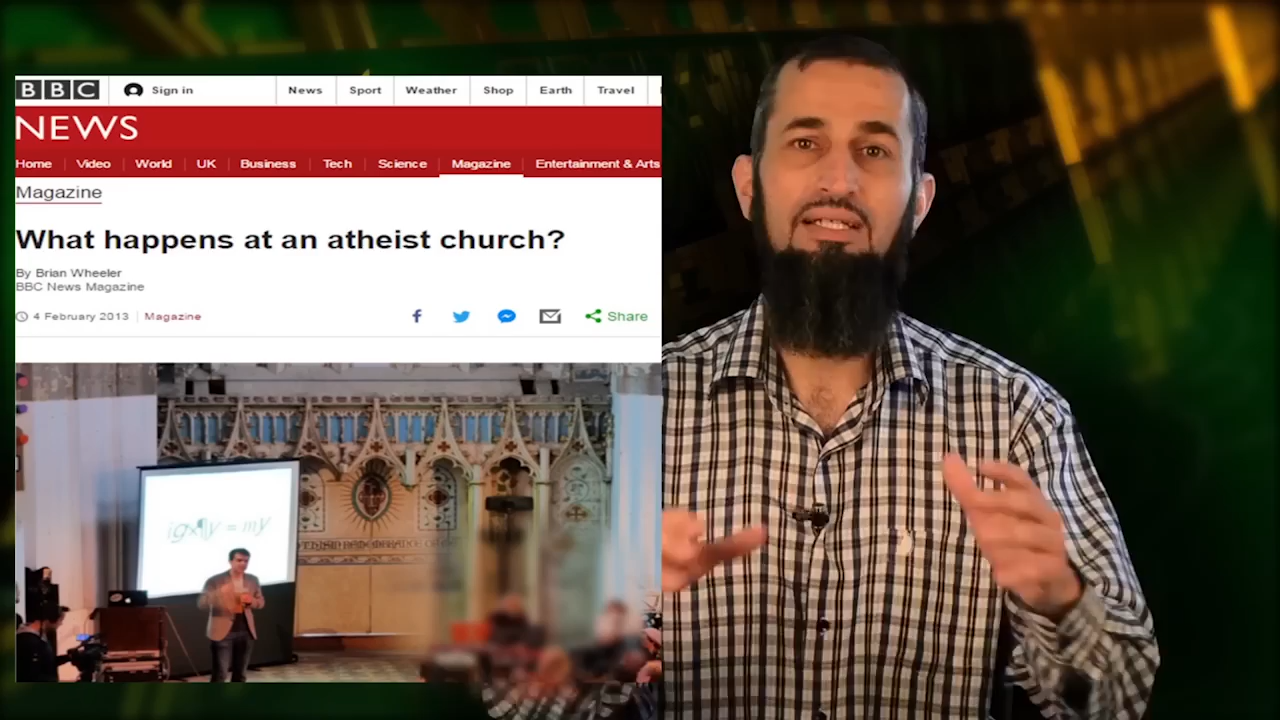 BBC Sign in News Sport Weather Shop Earth Travel
NEWS
Home Video World UK Business Tech Science Magazine Entertainment & Arts
Magazine
What happens at an atheist church?
By Brian Wheeler
BBC News Magazine
4 February 2013 Magazine Share